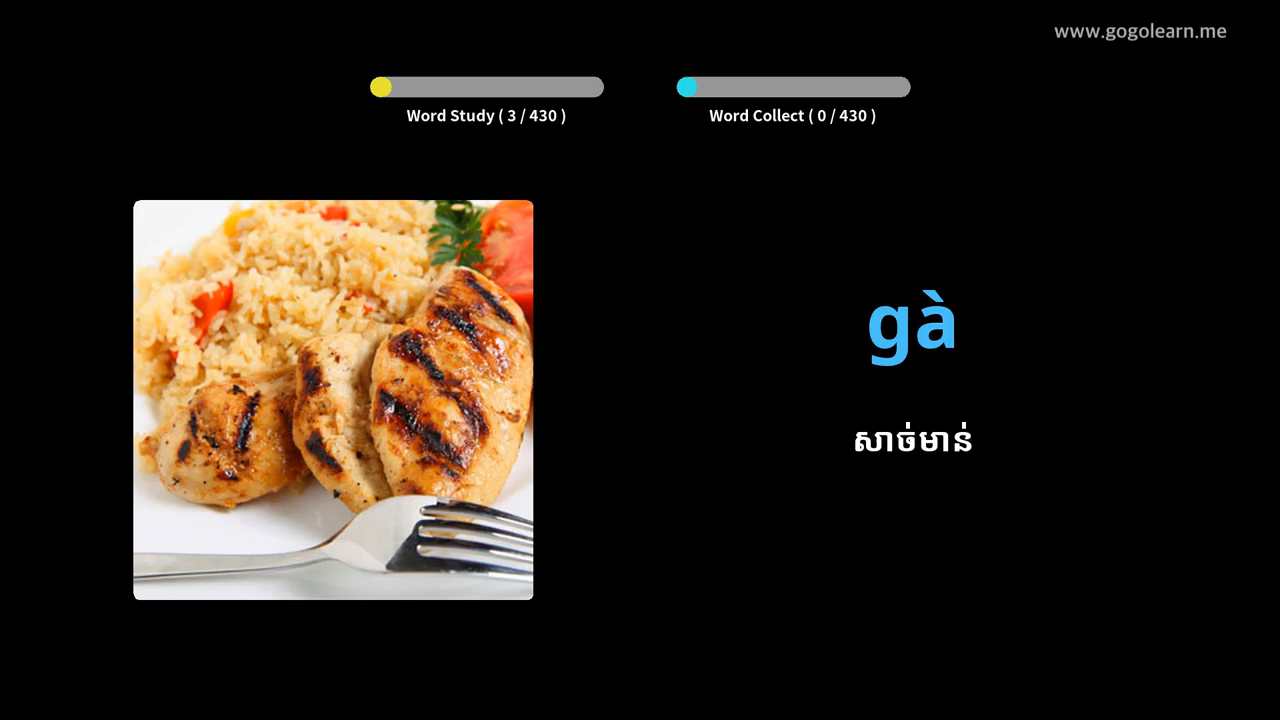 www.gogolearn.me
Word Study ( 3 / 430 )
Word Collect ( 0 / 430 )
gà
សាច់មាន់